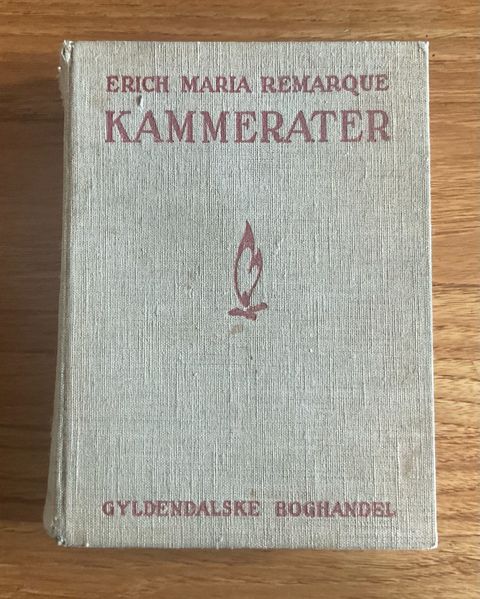 ERICH MARIA REMARQUE
KAMMERATER
GYLDENDALSKE BOGHANDEL